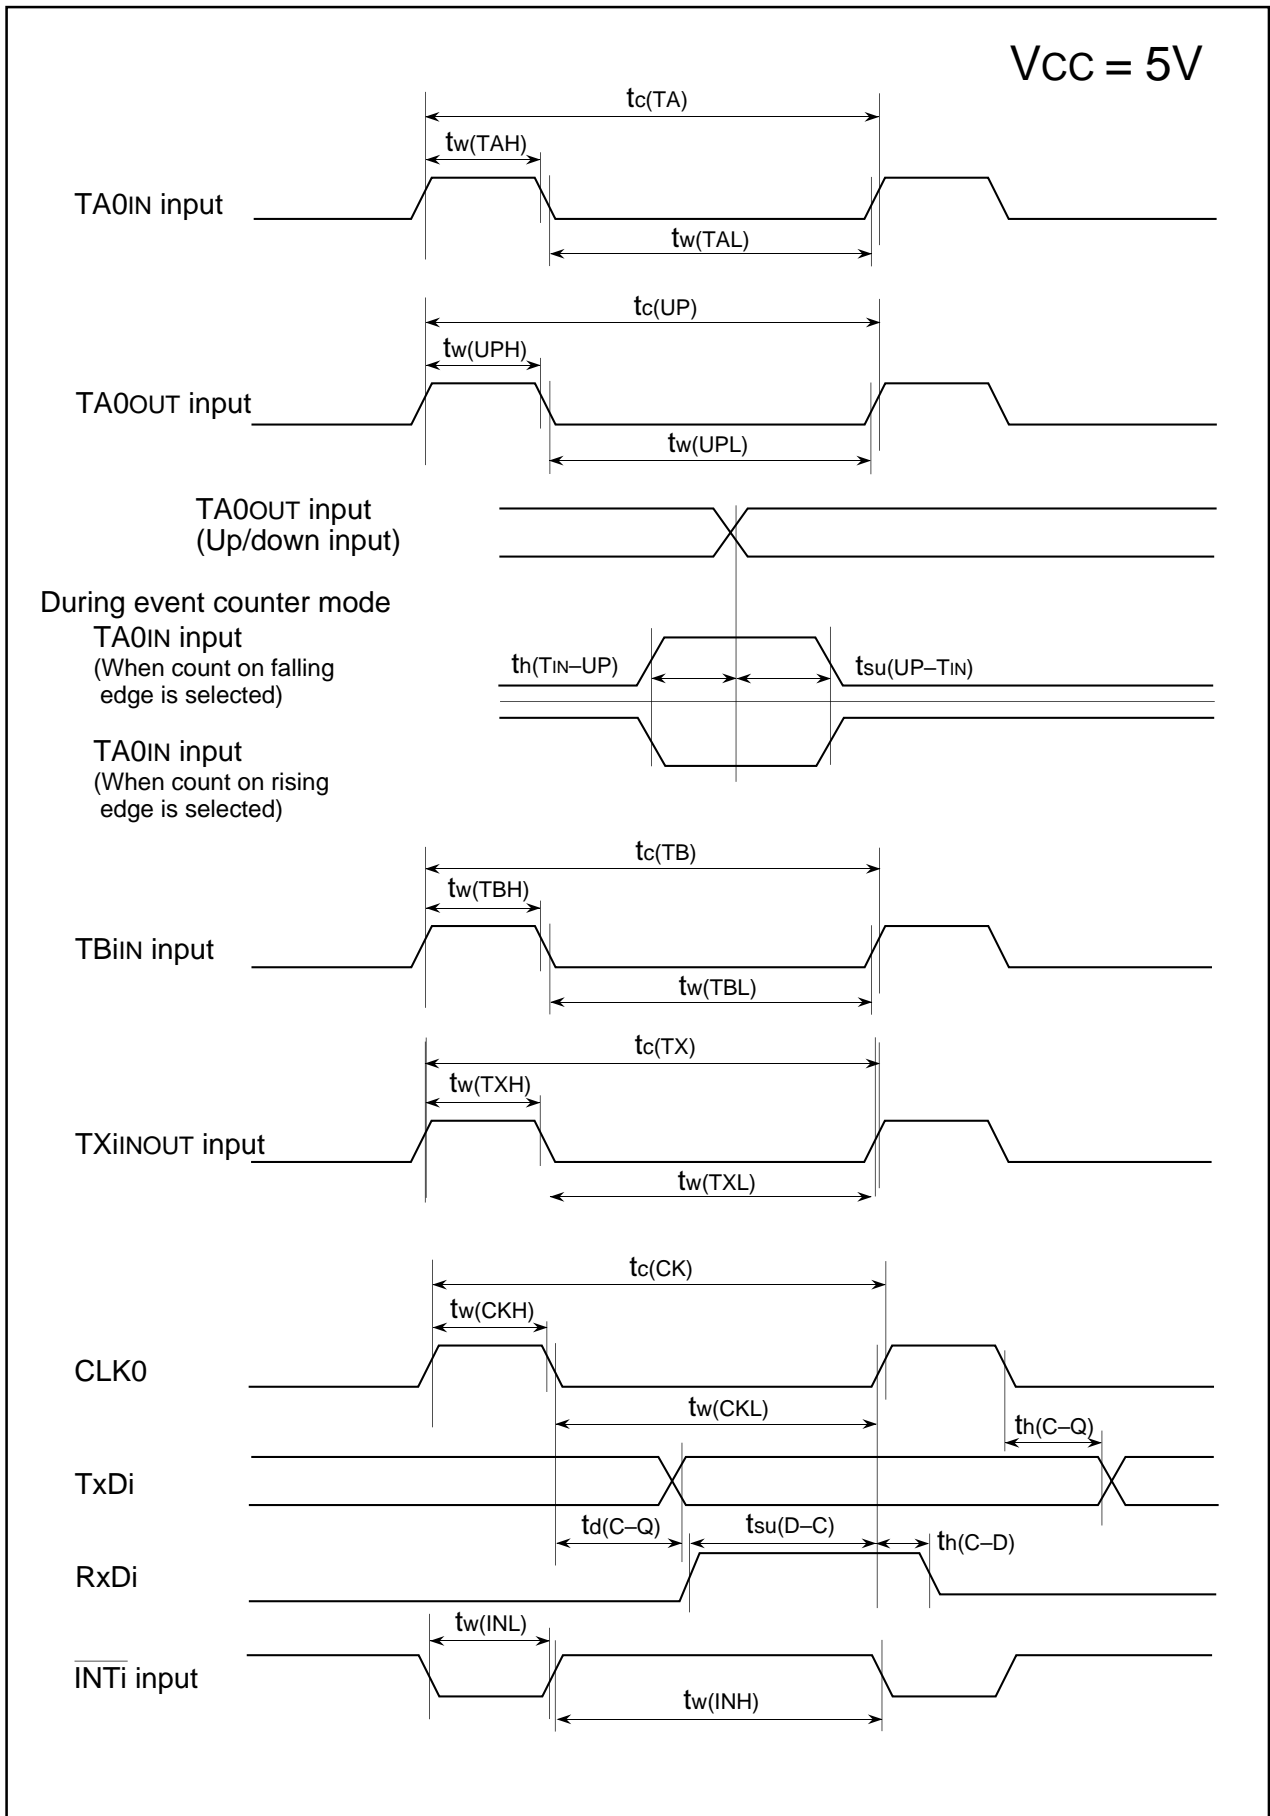 VCC = 5V
tc(TA)
tw(TAH)
TA0IN input
tw(TAL)
tc(UP)
tw(UPH)
TA0OUT input
tw(UPL)
TA0OUT input
(Up/down input)
During event counter mode
TA0IN input
(When count on falling
edge is selected)
th(TIN–UP)
tsu(UP–TIN)
TA0IN input
(When count on rising
edge is selected)
tc(TB)
tw(TBH)
TBiIN input
tw(TBL)
tc(TX)
tw(TXH)
TXiINOUT input
tw(TXL)
tc(CK)
tw(CKH)
CLK0
tw(CKL)
th(C–Q)
TxDi
td(C–Q)
tsu(D–C)
th(C–D)
RxDi
tw(INL)
INTi input
tw(INH)